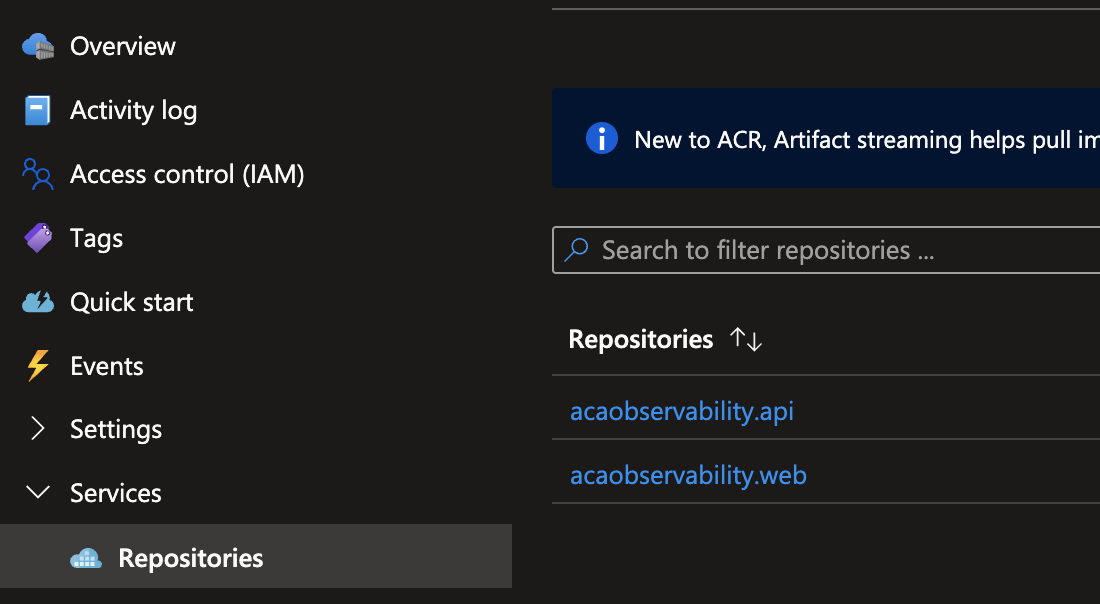 Overview
Activity log
Access control (IAM)
Tags
Quick start
Events
Settings
Services
Repositories
New to ACR, Artifact streaming helps pull
Search to filter repositories ...
Repositories
acaobservability.api
acaobservability.web